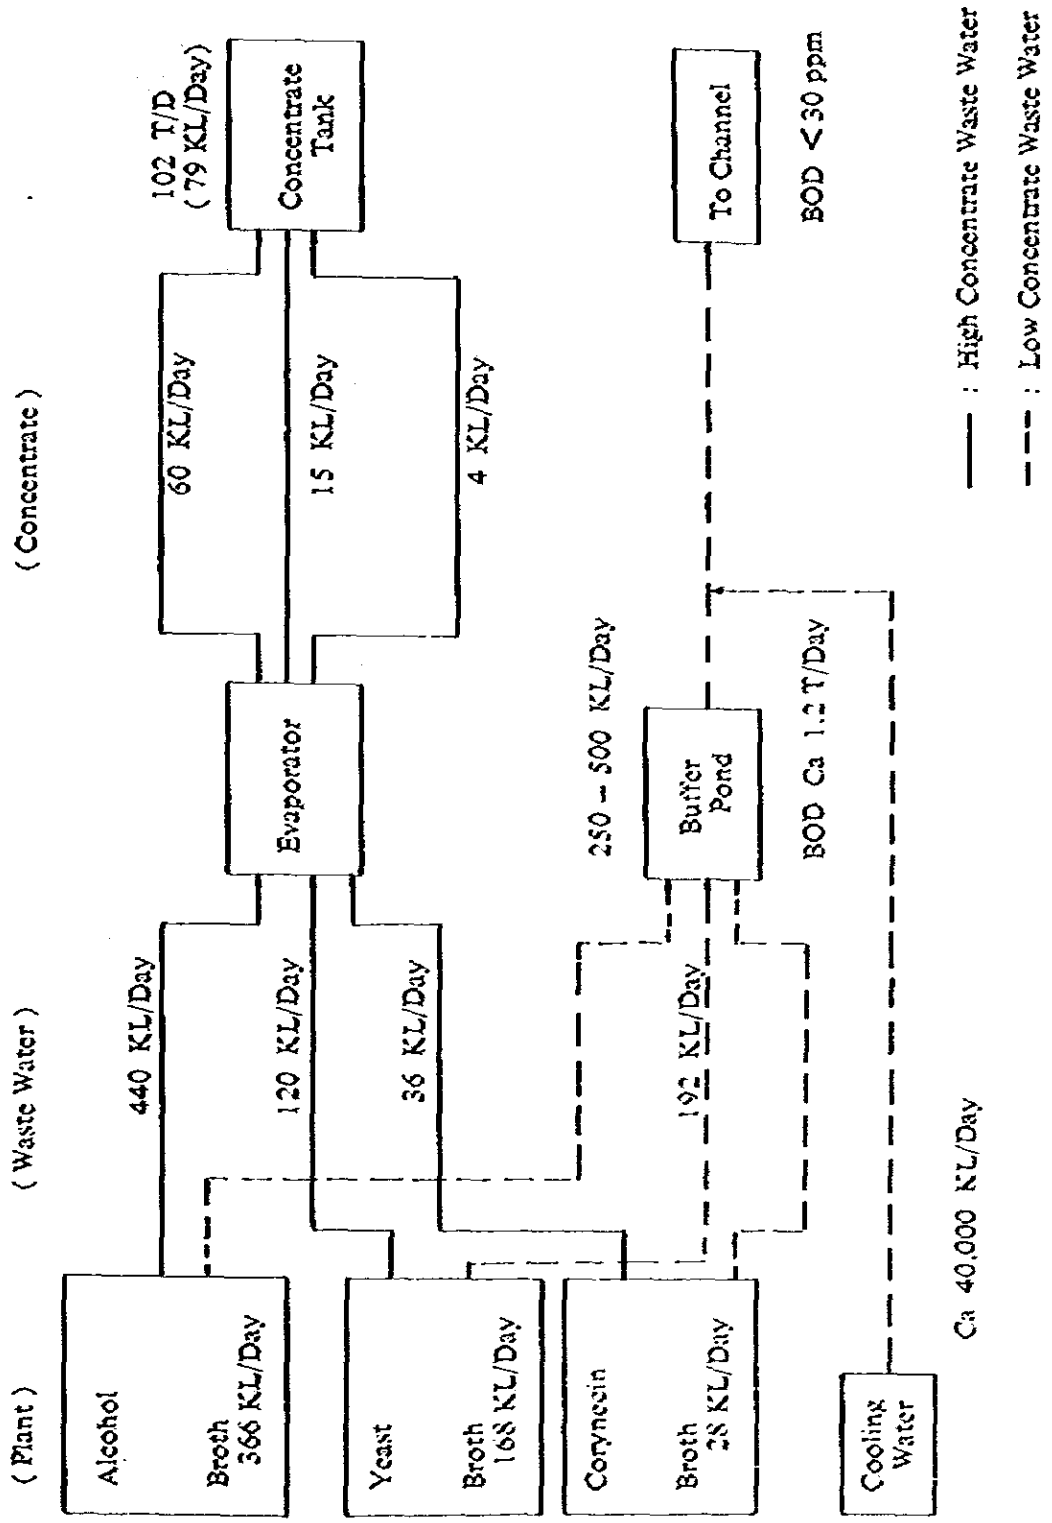 ( Plant )
( Waste Water )
( Concentrate )
Alcohol
Broth
366 KL/Day
440 KL/Day
Evaporator
60 KL/Day
102 T/D
( 79 KL/Day)
Concentrate
Tank
Yeast
Broth
168 KL/Day
120 KL/Day
15 KL/Day
Corynecin
Broth
28 KL/Day
36 KL/Day
4 KL/Day
192 KL/Day
250 – 500 KL/Day
Buffer
Pond
BOD Ca 1.2 T/Day
To Channel
BOD < 30 ppm
Cooling
Water
Ca 40,000 KL/Day
: High Concentrate Waste Water
: Low Concentrate Waste Water